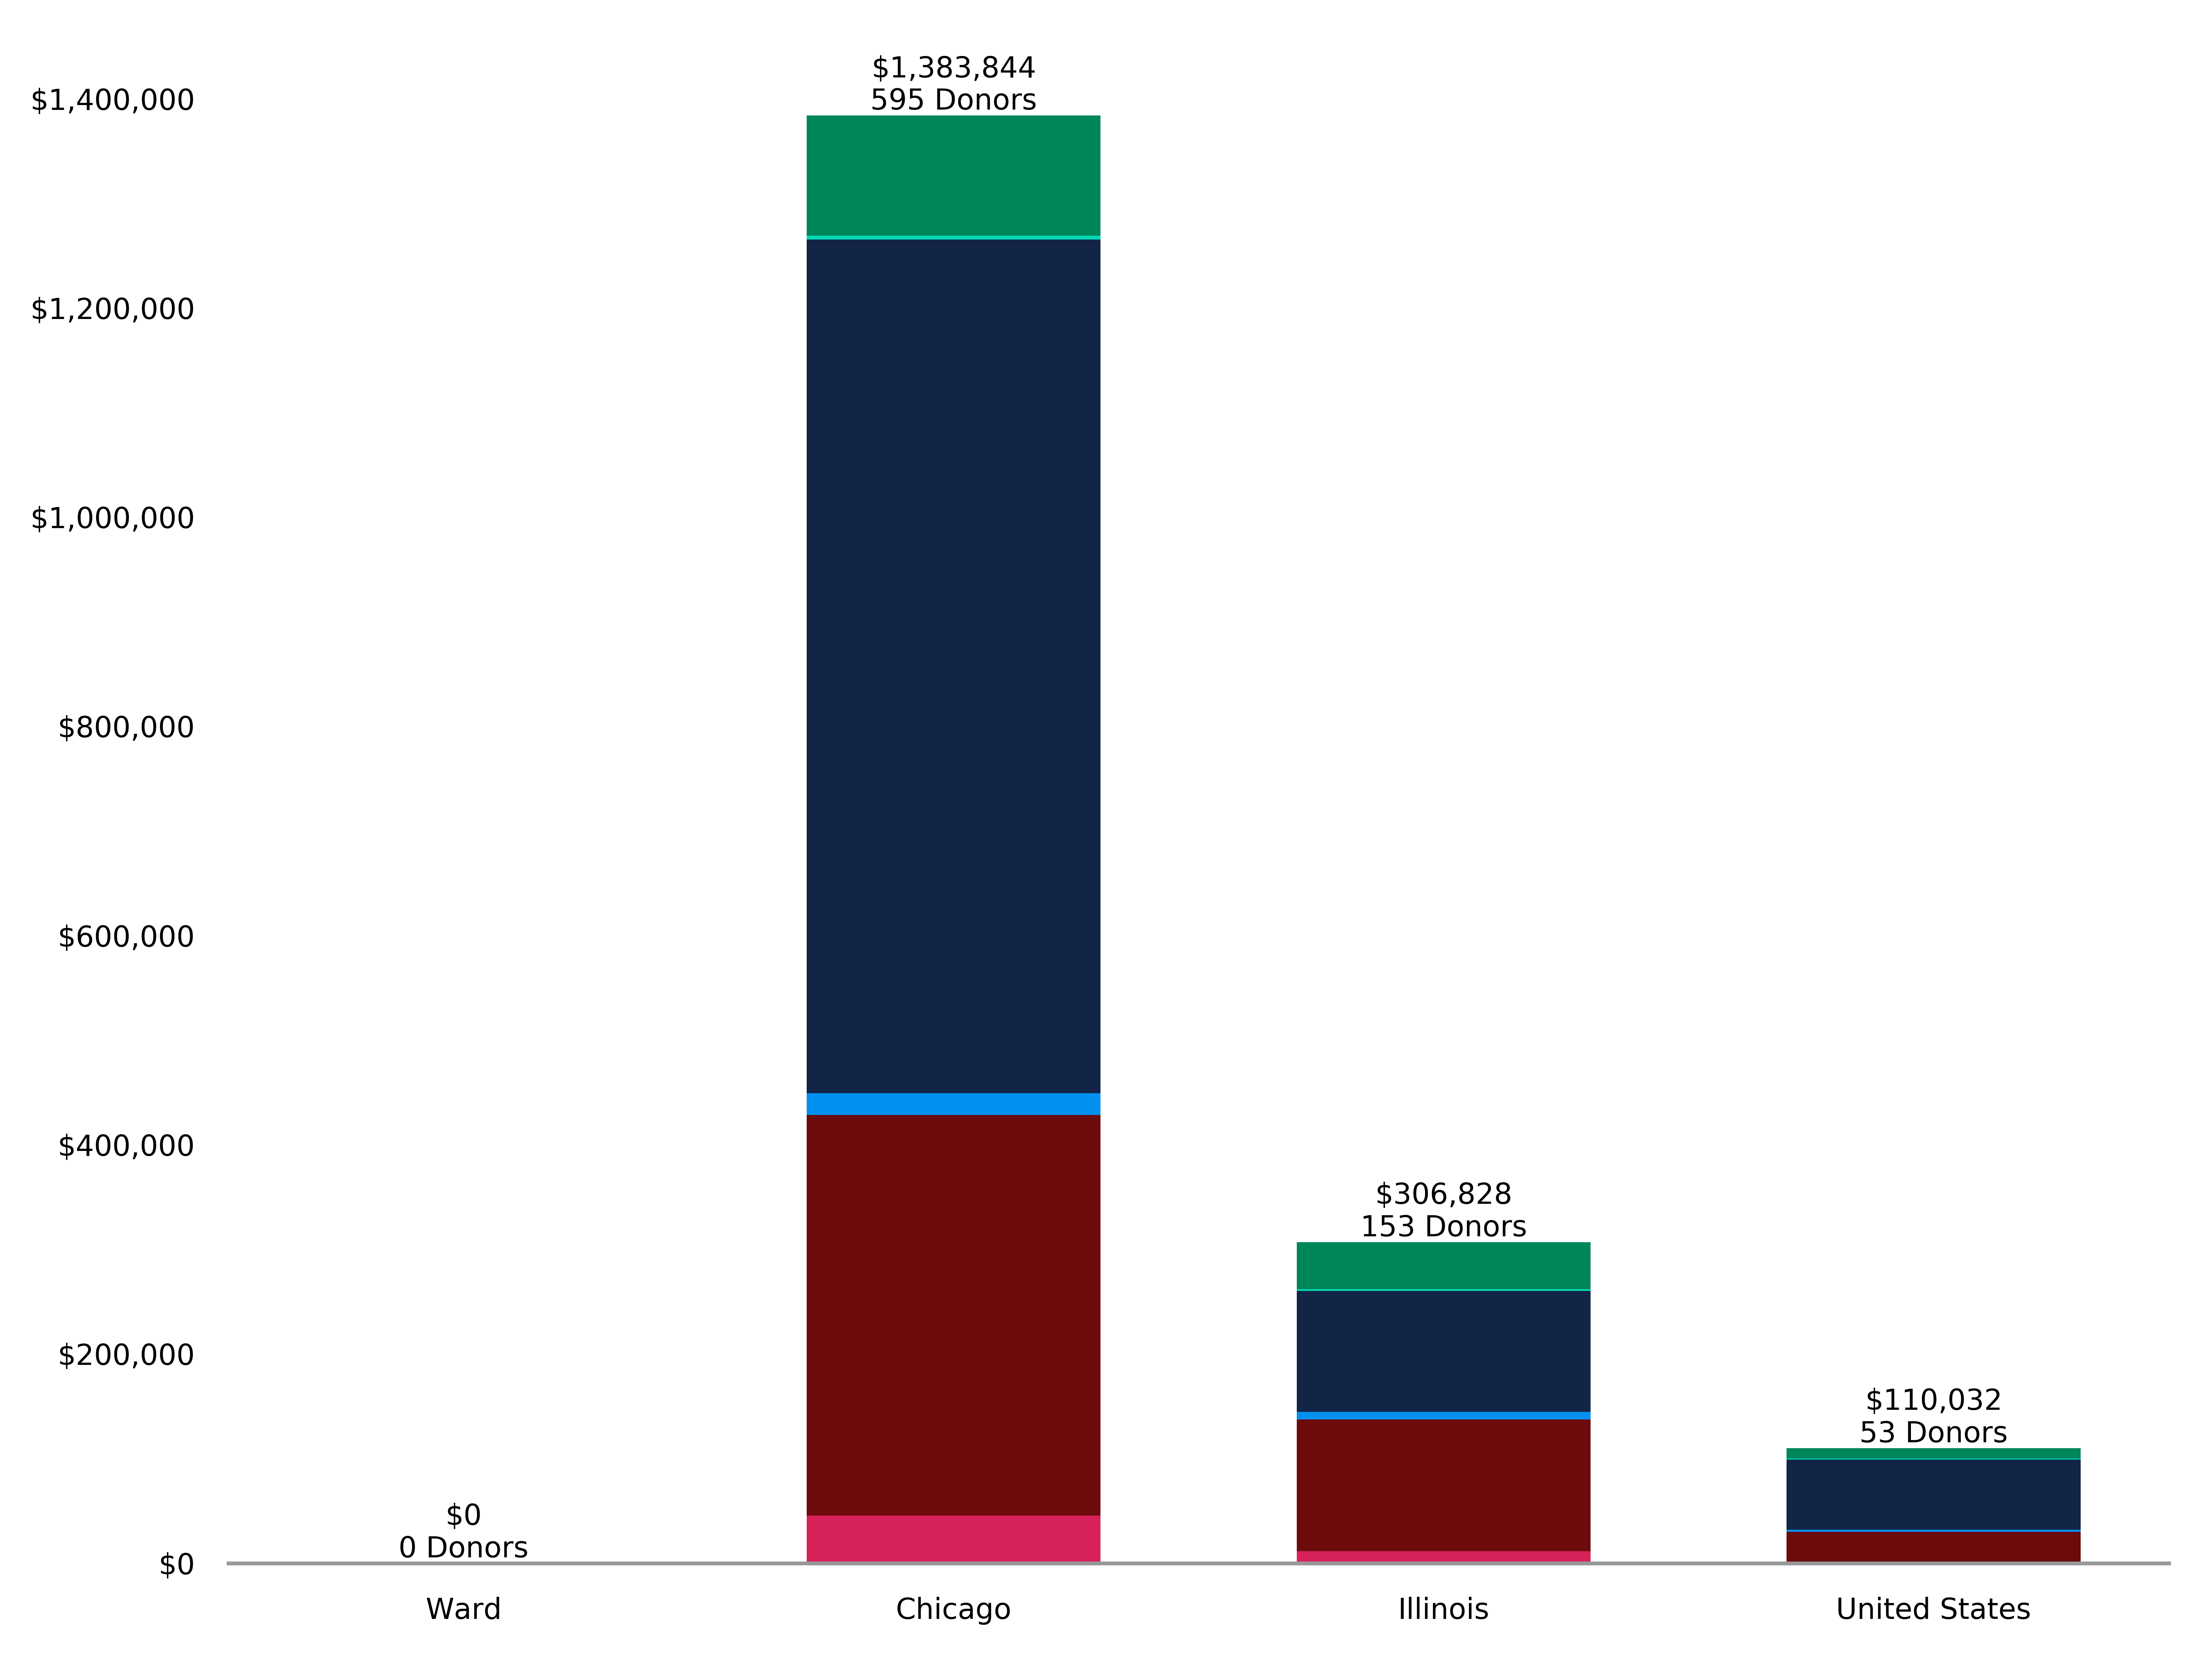 $1,400,000
$1,200,000
$1,000,000
$800,000
$600,000
$400,000
$200,000
$0
$0
0 Donors
$1,383,844
595 Donors
$306,828
153 Donors
$110,032
53 Donors
Ward
Chicago
Illinois
United States